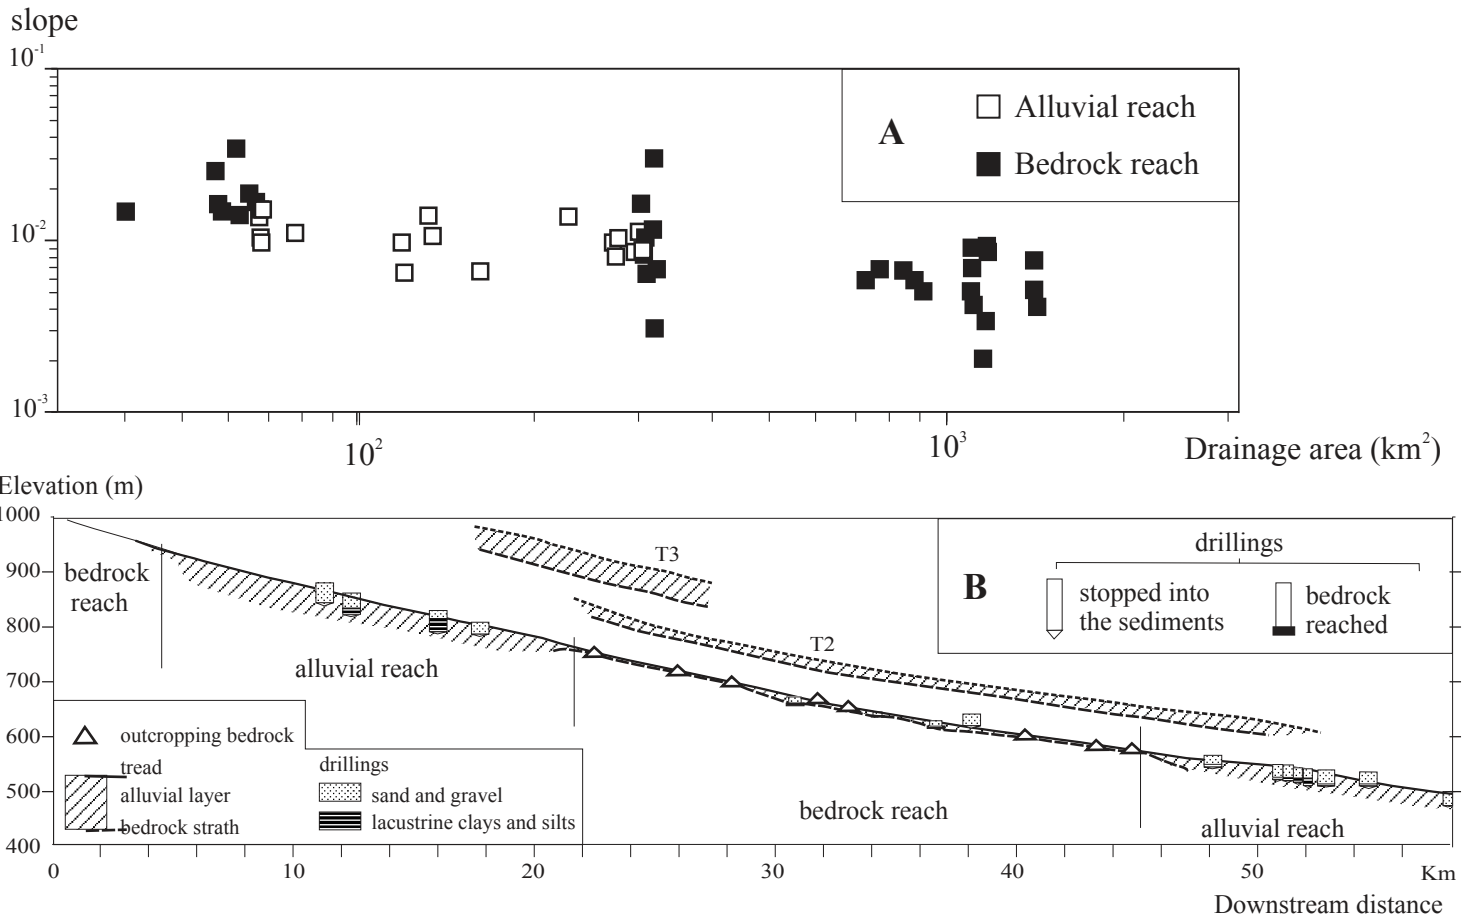 slope
10-1
10-2
10-3
A
Alluvial reach
Bedrock reach
102
103
Drainage area (km2)
Elevation (m)
1000
900
800
700
600
500
400
bedrock
reach
alluvial reach
T3
T2
bedrock reach
alluvial reach
B
drillings
stopped into
the sediments
bedrock
reached
outcropping bedrock
tread
alluvial layer
bedrock strath
drillings
sand and gravel
lacustrine clays and silts
0
10
20
30
40
50
Km
Downstream distance